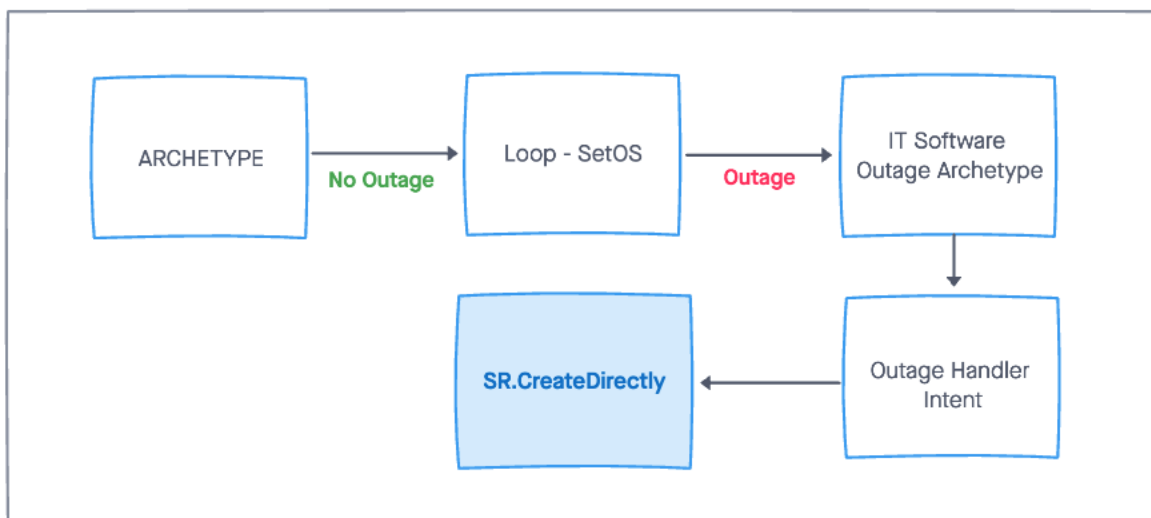 ARCHETYPE
No Outage
Loop - SetOS
Outage
IT Software
Outage Archetype
SR.CreateDirectly
Outage Handler
Intent